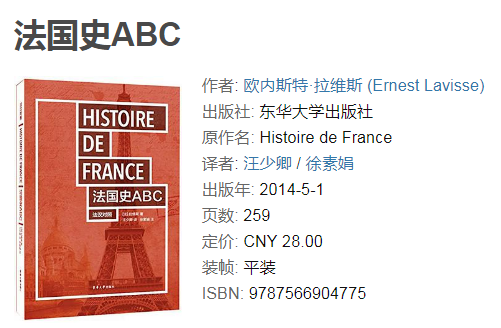 法国史ABC
HISTOIRE
DE
FRANCE
法国史ABC
法汉对照
作者: 欧内斯特·拉维斯 (Ernest Lavisse)
出版社: 东华大学出版社
原作名: Histoire de France
译者: 汪少卿 / 徐素娟
出版年: 2014-5-1
页数: 259
定价: CNY 28.00
装帧: 平装
ISBN: 9787566904775